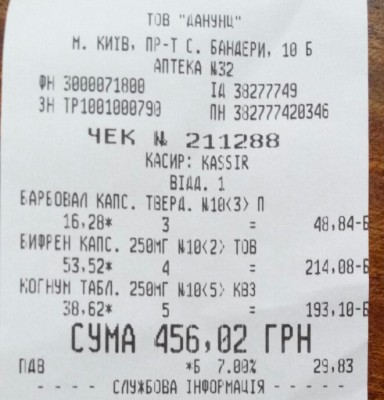 ТОВ "ДАНУНЦ"
М. КИЇВ, ПР-Т С. БАНДЕРИ, 10 Б
АПТЕКА №32
ФН 3000071800 ІД 38277749
ЗН ТР1001000790 ПН 382777420346
ЧЕК № 211288
КАСИР: KASSIR
ВІДД. 1
БАРБОВАЛ КАПС. ТВЕРД. №10<3> П
16,28* 3 = 48,84-Б
БИФРЕН КАПС. 250МГ №10<2> ТОВ
53,52* 4 = 214,08-Б
КОГНУМ ТАБЛ. 250МГ №10<5> КВЗ
38,62* 5 = 193,10-Б
СУМА 456,02 ГРН
ПДВ *Б 7.00% 29,83
- - - - СЛУЖБОВА ІНФОРМАЦІЯ - - - -